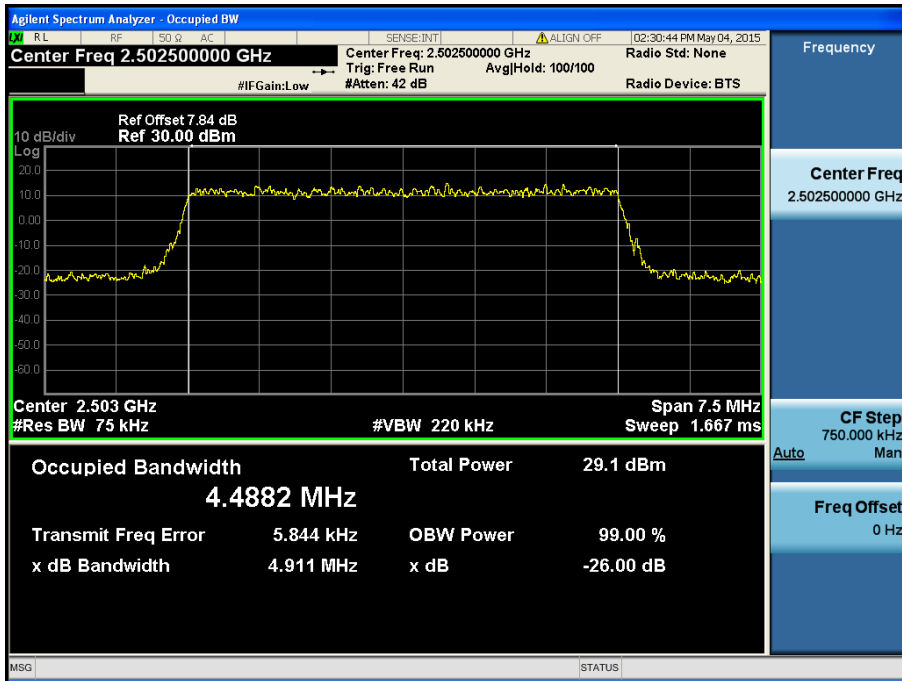 Agilent Spectrum Analyzer - Occupied BW
LXI RL RF 50 Ω AC SENSE:INT ALIGN OFF 02:30:44 PM May 04, 2015
Center Freq 2.502500000 GHz
Center Freq: 2.502500000 GHz
Radio Std: None
Trig: Free Run Avg|Hold: 100/100
#IFGain:Low
#Atten: 42 dB
Radio Device: BTS
Ref Offset 7.84 dB
10 dB/div Ref 30.00 dBm
Log
20.0
10.0
0.00
-10.0
-20.0
-30.0
-40.0
-50.0
-60.0
Center 2.503 GHz Span 7.5 MHz
#Res BW 75 kHz #VBW 220 kHz Sweep 1.667 ms
Occupied Bandwidth Total Power 29.1 dBm
4.4882 MHz
Transmit Freq Error 5.844 kHz OBW Power 99.00 %
x dB Bandwidth 4.911 MHz x dB -26.00 dB
MSG STATUS
Frequency
Center Freq
2.502500000 GHz
CF Step
750.000 kHz
Auto Man
Freq Offset
0 Hz